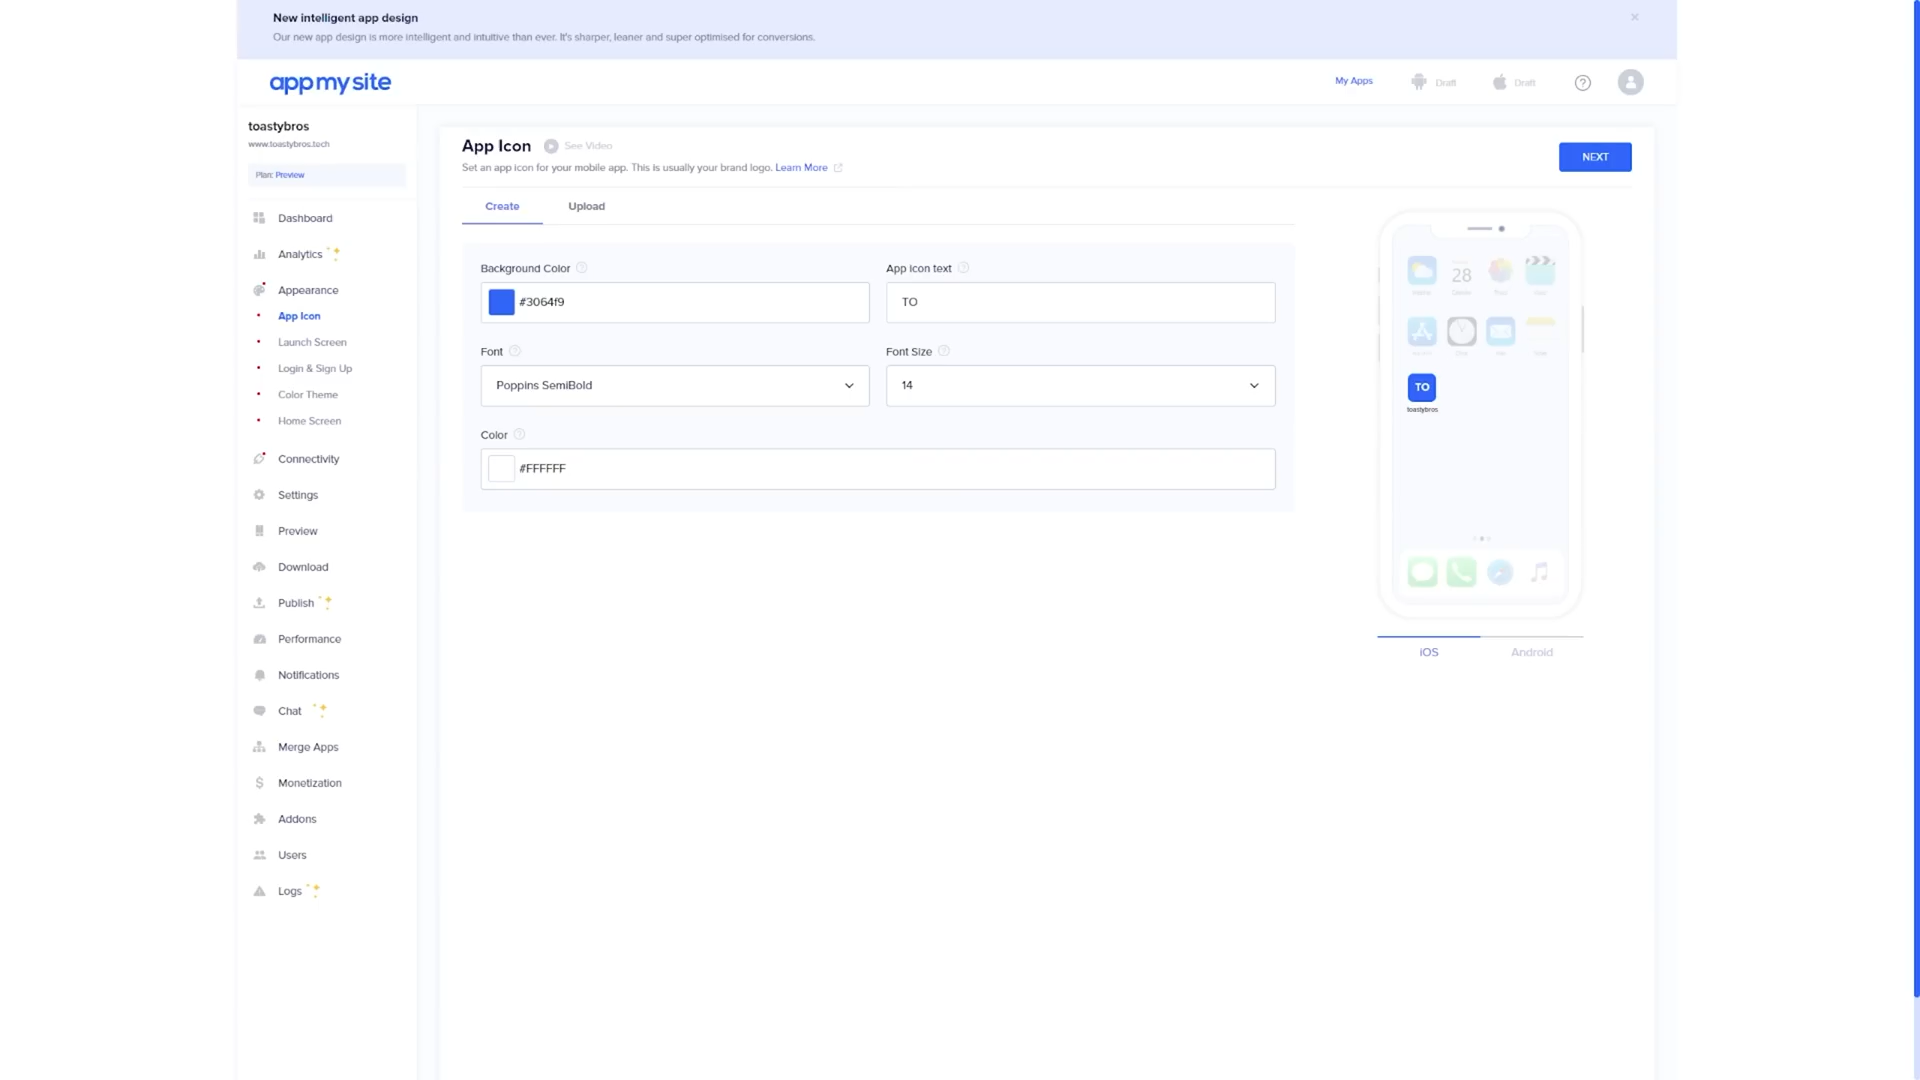 New intelligent app design
Our new app design is more intelligent and intuitive than ever. It's sharper, leaner and super optimised for conversions.
appmysite
My Apps
Draft
Draft
toastybros
www.toastybros.tech
Plan: Preview
Dashboard
Analytics
Appearance
App Icon
Launch Screen
Login & Sign Up
Color Theme
Home Screen
Connectivity
Settings
Preview
Download
Publish
Performance
Notifications
Chat
Merge Apps
Monetization
Addons
Users
Logs
App Icon
See Video
Set an app icon for your mobile app. This is usually your brand logo. Learn More
NEXT
Create
Upload
Background Color
#3064f9
App icon text
TO
Font
Poppins SemiBold
Font Size
14
Color
#FFFFFF
28
TO
toastybros
iOS
Android